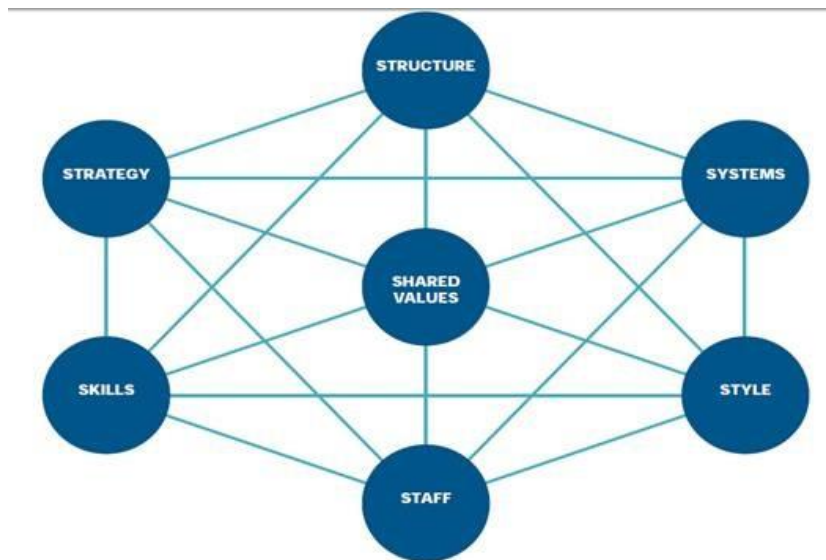 STRUCTURE
STRATEGY
SYSTEMS
SHARED
VALUES
SKILLS
STYLE
STAFF